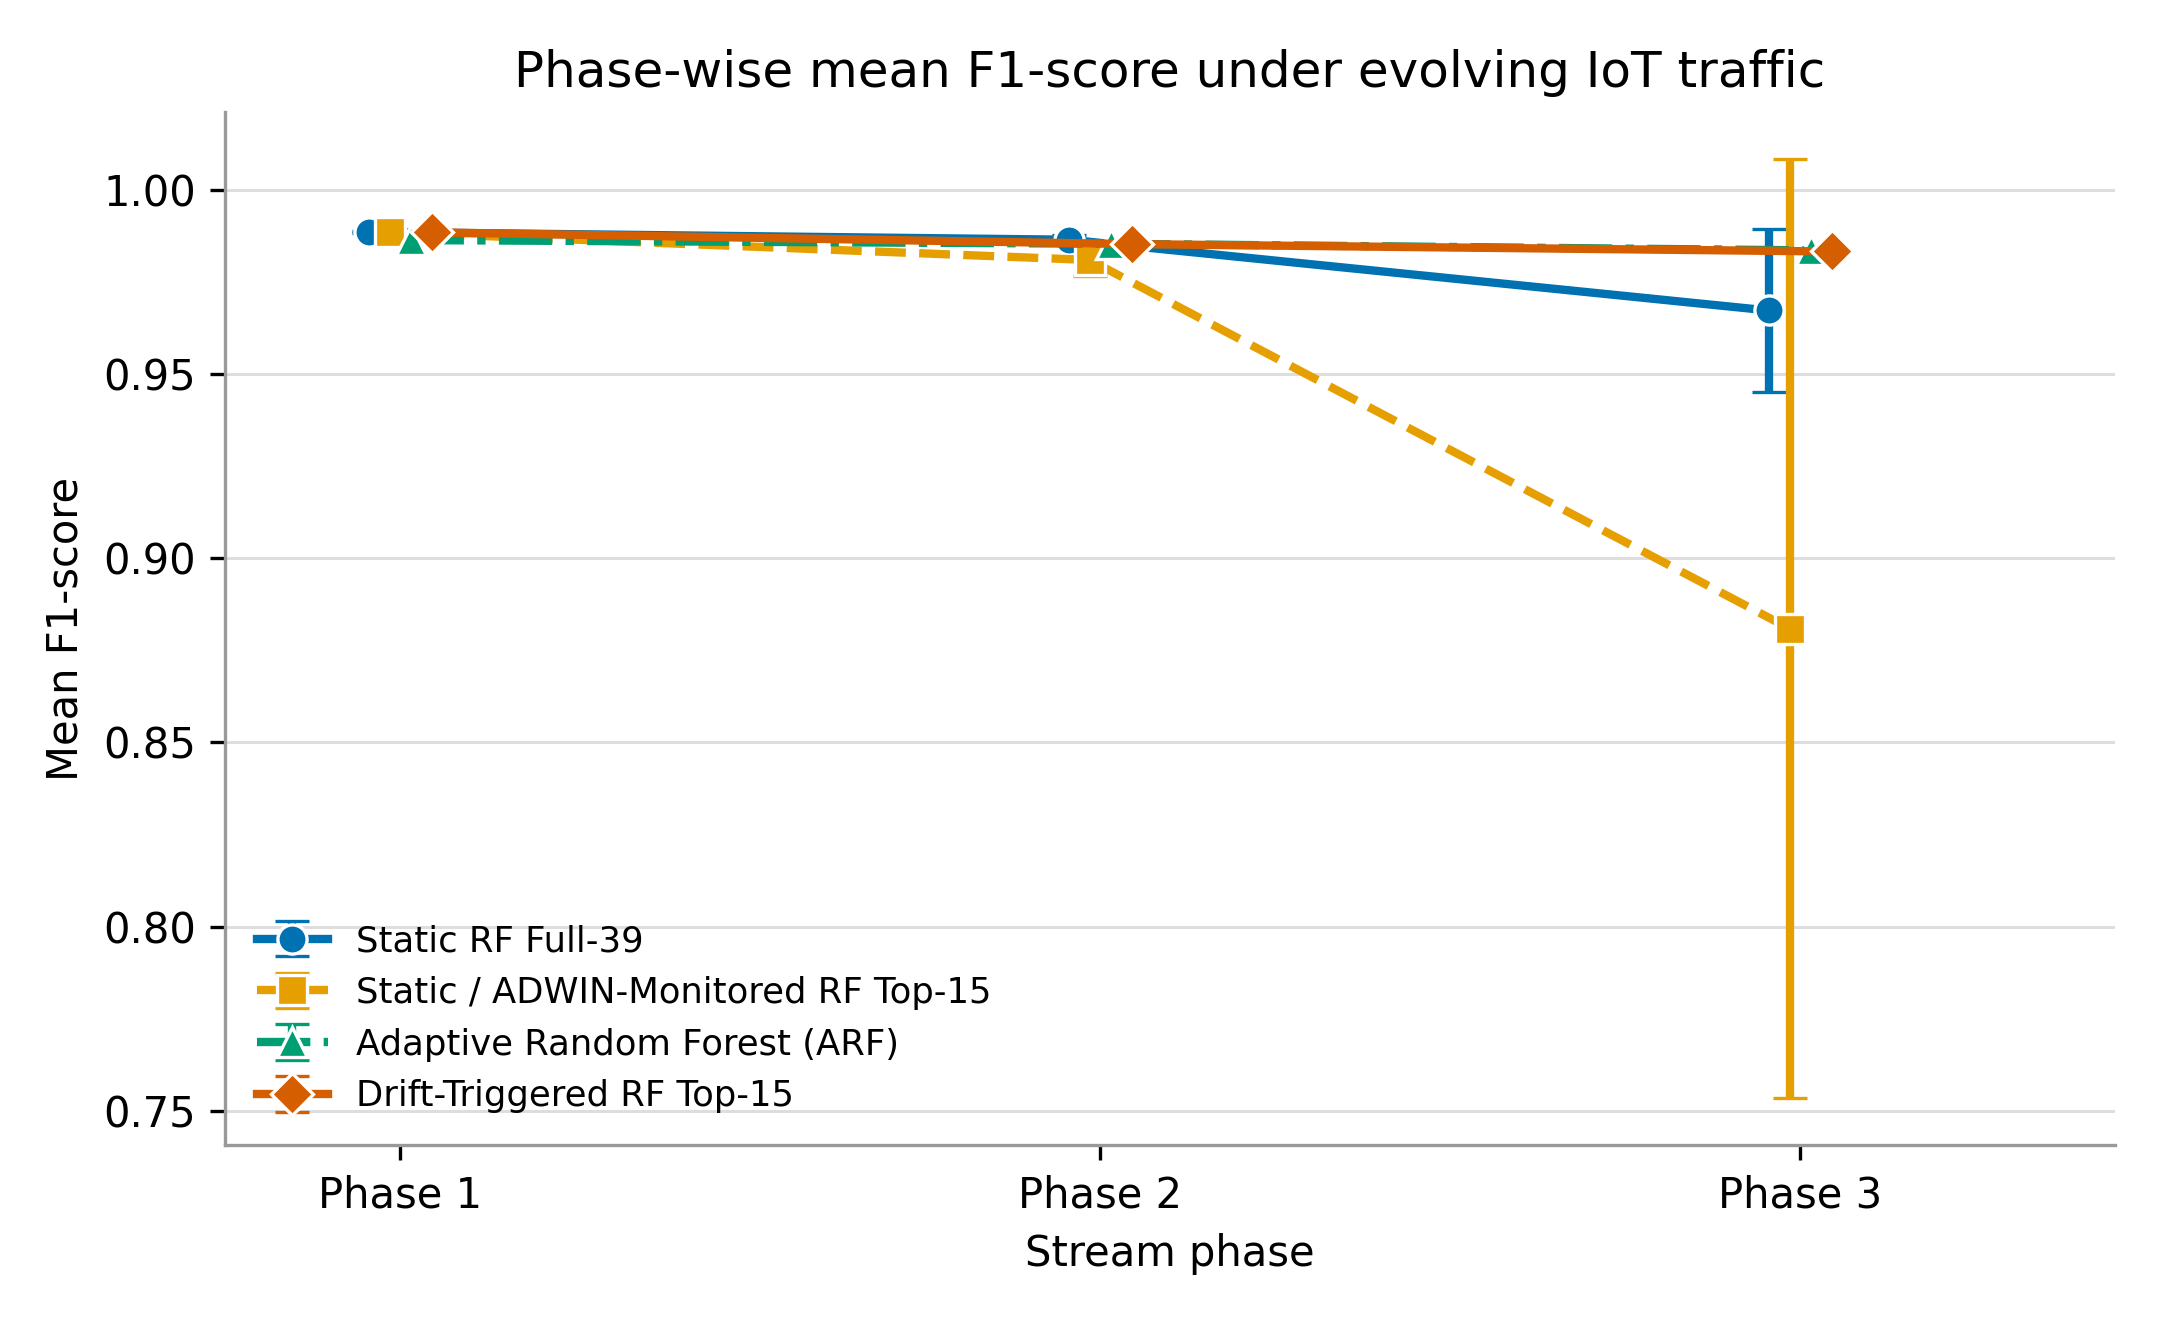 Phase-wise mean F1-score under evolving IoT traffic
Mean F1-score
1.00
0.95
0.90
0.85
0.80
0.75
Static RF Full-39
Static / ADWIN-Monitored RF Top-15
Adaptive Random Forest (ARF)
Drift-Triggered RF Top-15
Phase 1
Phase 2
Phase 3
Stream phase